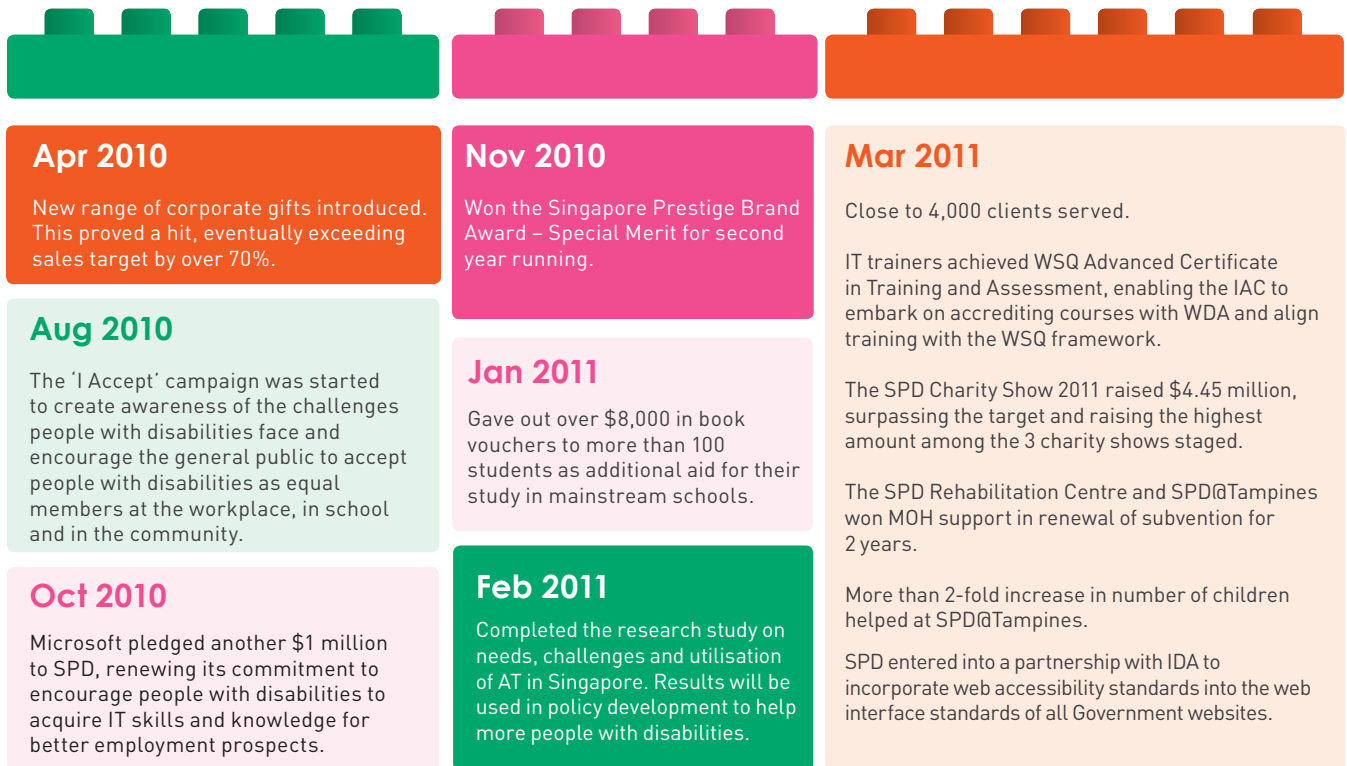 Apr 2010
New range of corporate gifts introduced.
This proved a hit, eventually exceeding
sales target by over 70%.
Aug 2010
The ‘I Accept’ campaign was started
to create awareness of the challenges
people with disabilities face and
encourage the general public to accept
people with disabilities as equal
members at the workplace, in school
and in the community.
Oct 2010
Microsoft pledged another $1 million
to SPD, renewing its commitment to
encourage people with disabilities to
acquire IT skills and knowledge for
better employment prospects.
Nov 2010
Won the Singapore Prestige Brand
Award – Special Merit for second
year running.
Jan 2011
Gave out over $8,000 in book
vouchers to more than 100
students as additional aid for their
study in mainstream schools.
Feb 2011
Completed the research study on
needs, challenges and utilisation
of AT in Singapore. Results will be
used in policy development to help
more people with disabilities.
Mar 2011
Close to 4,000 clients served.
IT trainers achieved WSQ Advanced Certificate
in Training and Assessment, enabling the IAC to
embark on accrediting courses with WDA and align
training with the WSQ framework.
The SPD Charity Show 2011 raised $4.45 million,
surpassing the target and raising the highest
amount among the 3 charity shows staged.
The SPD Rehabilitation Centre and SPD@Tampines
won MOH support in renewal of subvention for
2 years.
More than 2-fold increase in number of children
helped at SPD@Tampines.
SPD entered into a partnership with IDA to
incorporate web accessibility standards into the web
interface standards of all Government websites.